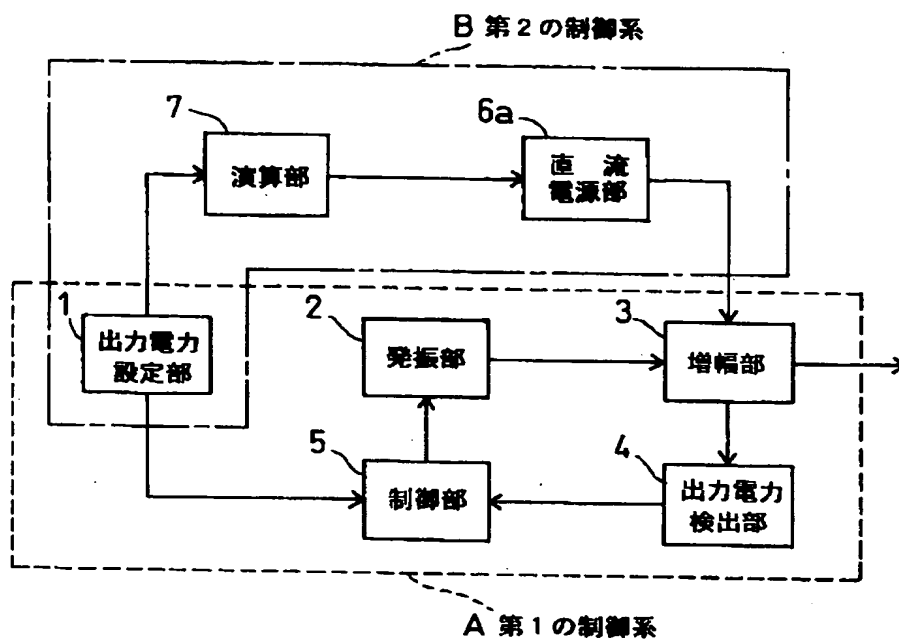 B 第2の制御系
7
演算部
6a
直流
電源部
1
出力電力
設定部
2
発振部
3
増幅部
5
制御部
4
出力電力
検出部
A 第1の制御系